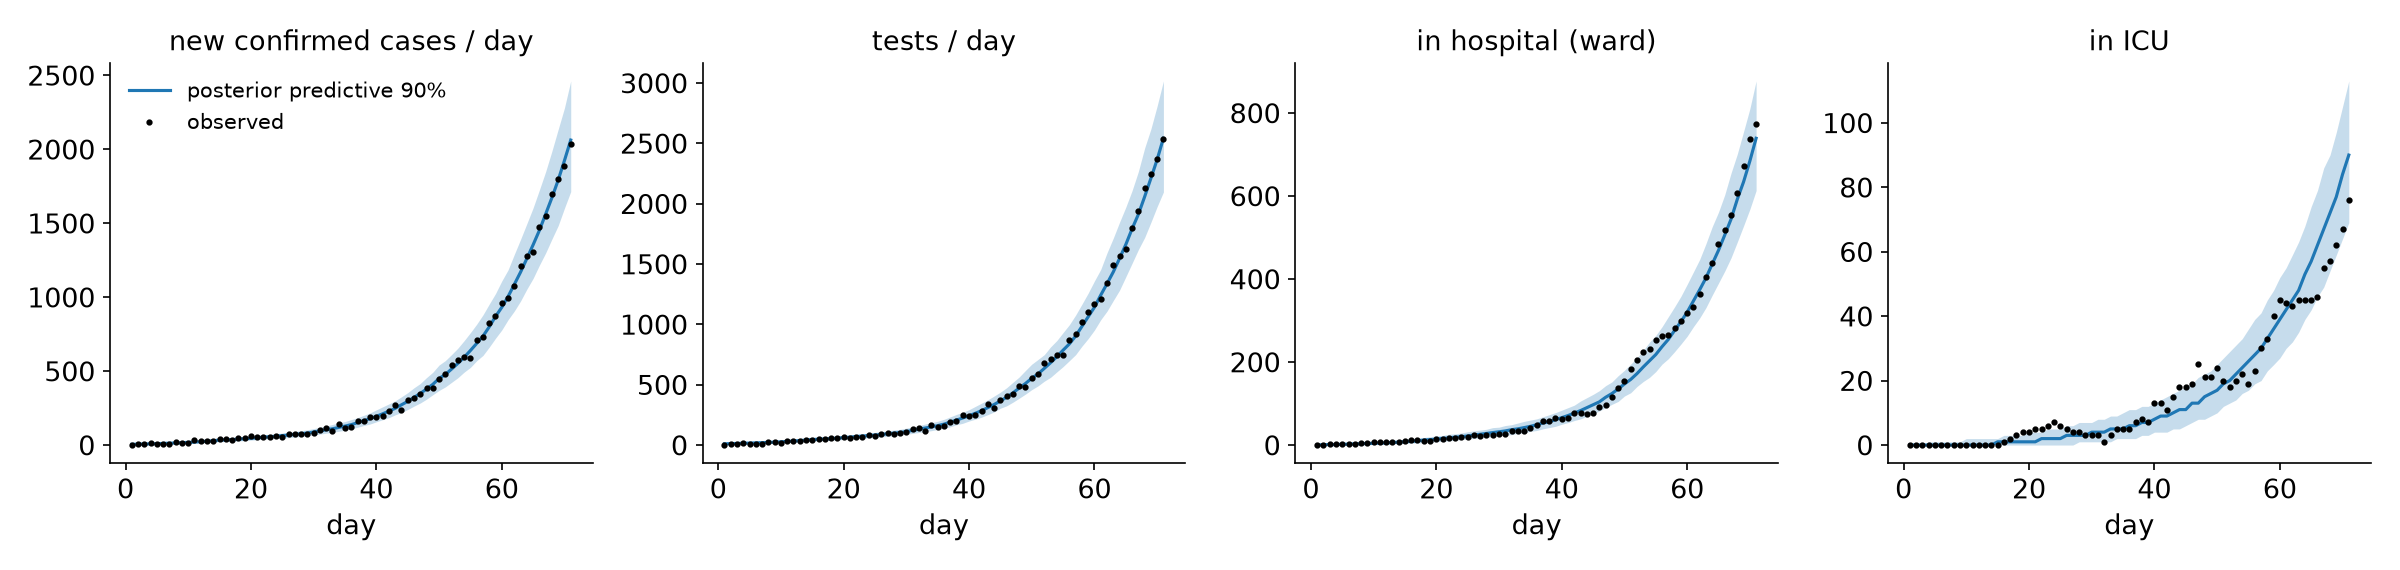 new confirmed cases / day
2500
2000
1500
1000
500
0
posterior predictive 90%
observed
0 20 40 60
day
tests / day
3000
2500
2000
1500
1000
500
0
0 20 40 60
day
in hospital (ward)
800
600
400
200
0
0 20 40 60
day
in ICU
100
80
60
40
20
0
0 20 40 60
day